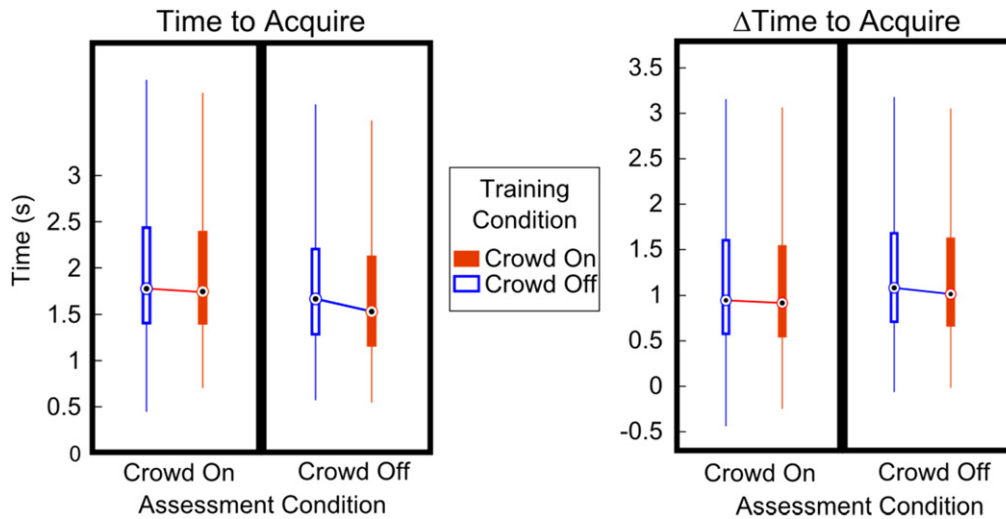 Time to Acquire
Time (s)
3
2.5
2
1.5
1
0.5
0
Crowd On
Crowd Off
Assessment Condition
Training
Condition
Crowd On
Crowd Off
ΔTime to Acquire
3.5
3
2.5
2
1.5
1
0.5
0
-0.5
Crowd On
Crowd Off
Assessment Condition